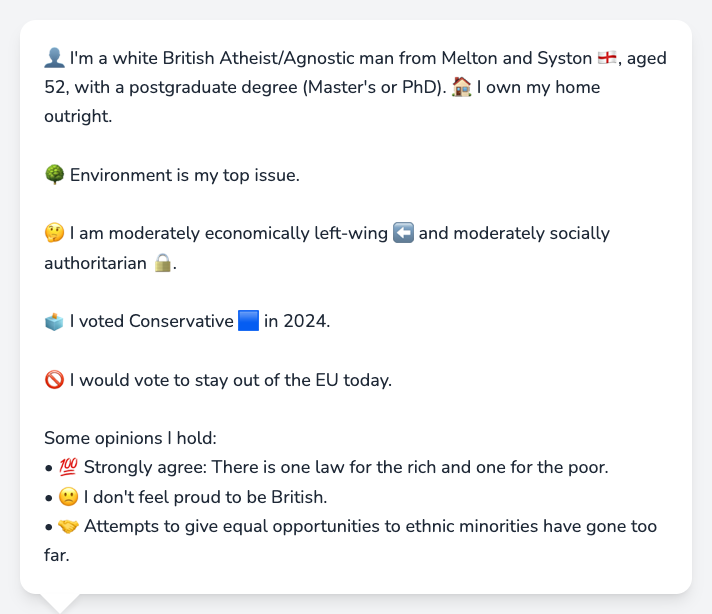 👤 I'm a white British Atheist/Agnostic man from Melton and Syston 🏴󠁧󠁢󠁥󠁮󠁧󠁿, aged
52, with a postgraduate degree (Master's or PhD). 🏠 I own my home
outright.
🌳 Environment is my top issue.
🤔 I am moderately economically left-wing ⬅️ and moderately socially
authoritarian 🔒.
🗳️ I voted Conservative 🟦 in 2024.
🚫 I would vote to stay out of the EU today.
Some opinions I hold:
• 💯 Strongly agree: There is one law for the rich and one for the poor.
• 🙁 I don't feel proud to be British.
• 🤝 Attempts to give equal opportunities to ethnic minorities have gone too
far.